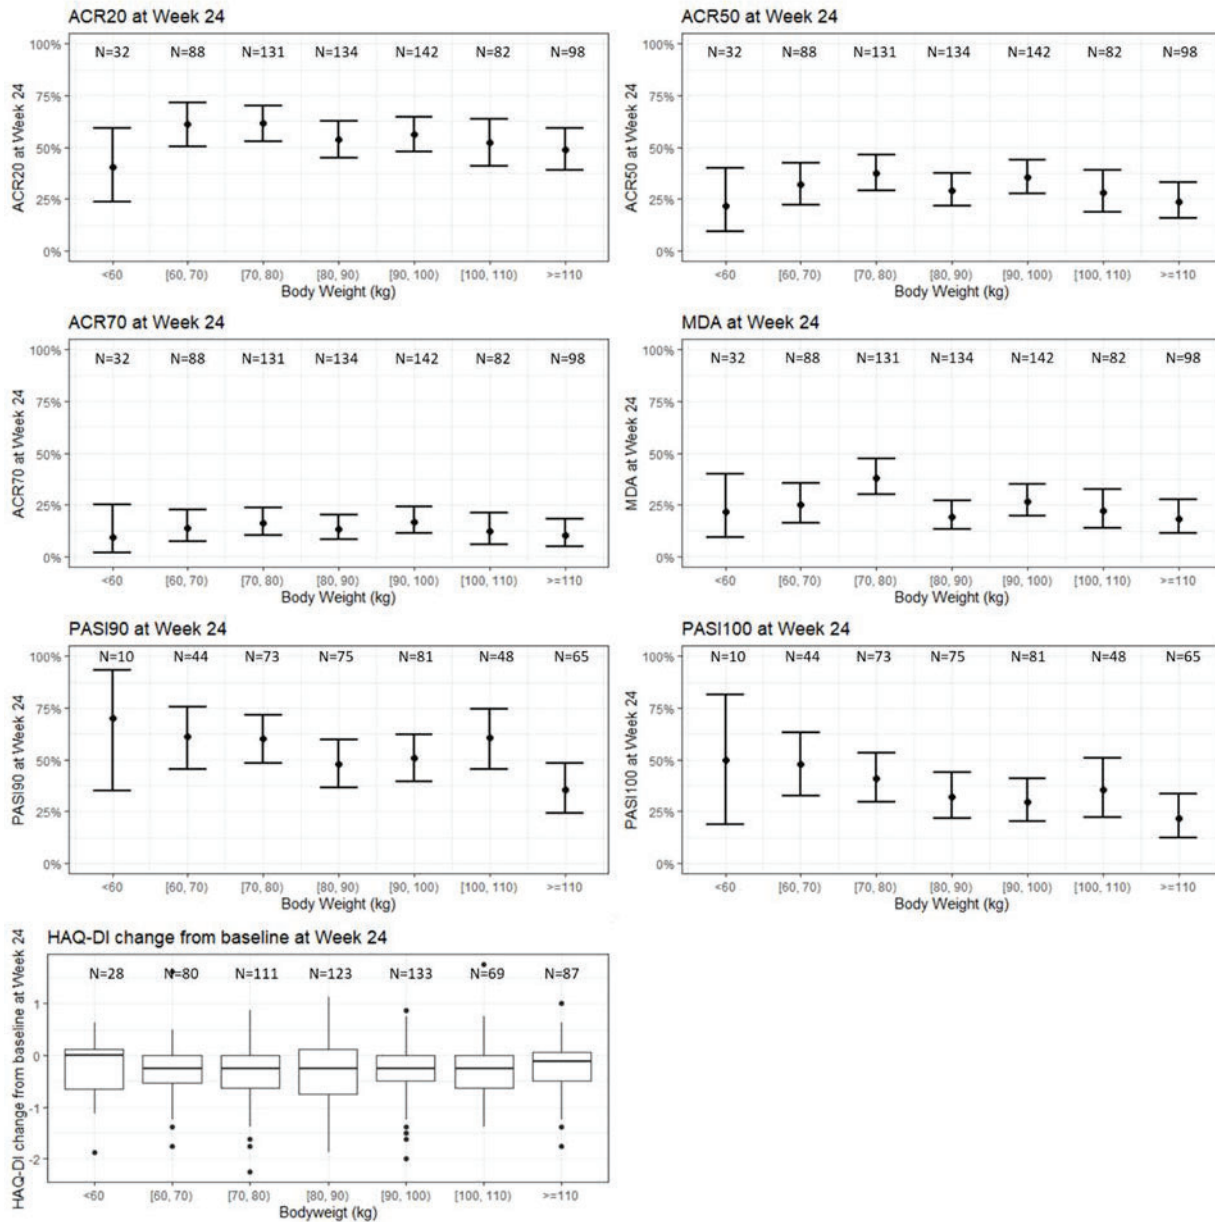 ACR20 at Week 24
100%
75%
50%
25%
0%
ACR20 at Week 24
N=32 N=88 N=131 N=134 N=142 N=82 N=98
<60 [60, 70) [70, 80) [80, 90) [90, 100) [100, 110) >=110
Body Weight (kg)
ACR50 at Week 24
100%
75%
50%
25%
0%
ACR50 at Week 24
N=32 N=88 N=131 N=134 N=142 N=82 N=98
<60 [60, 70) [70, 80) [80, 90) [90, 100) [100, 110) >=110
Body Weight (kg)
ACR70 at Week 24
100%
75%
50%
25%
0%
ACR70 at Week 24
N=32 N=88 N=131 N=134 N=142 N=82 N=98
<60 [60, 70) [70, 80) [80, 90) [90, 100) [100, 110) >=110
Body Weight (kg)
MDA at Week 24
100%
75%
50%
25%
0%
MDA at Week 24
N=32 N=88 N=131 N=134 N=142 N=82 N=98
<60 [60, 70) [70, 80) [80, 90) [90, 100) [100, 110) >=110
Body Weight (kg)
PASI90 at Week 24
100%
75%
50%
25%
0%
PASI90 at Week 24
N=10 N=44 N=73 N=75 N=81 N=48 N=65
<60 [60, 70) [70, 80) [80, 90) [90, 100) [100, 110) >=110
Body Weight (kg)
PASI100 at Week 24
100%
75%
50%
25%
0%
PASI100 at Week 24
N=10 N=44 N=73 N=75 N=81 N=48 N=65
<60 [60, 70) [70, 80) [80, 90) [90, 100) [100, 110) >=110
Body Weight (kg)
HAQ-DI change from baseline at Week 24
1
0
-1
-2
HAQ-DI change from baseline at Week 24
N=28 N=80 N=111 N=123 N=133 N=69 N=87
<60 [60, 70) [70, 80) [80, 90) [90, 100) [100, 110) >=110
Bodyweigt (kg)